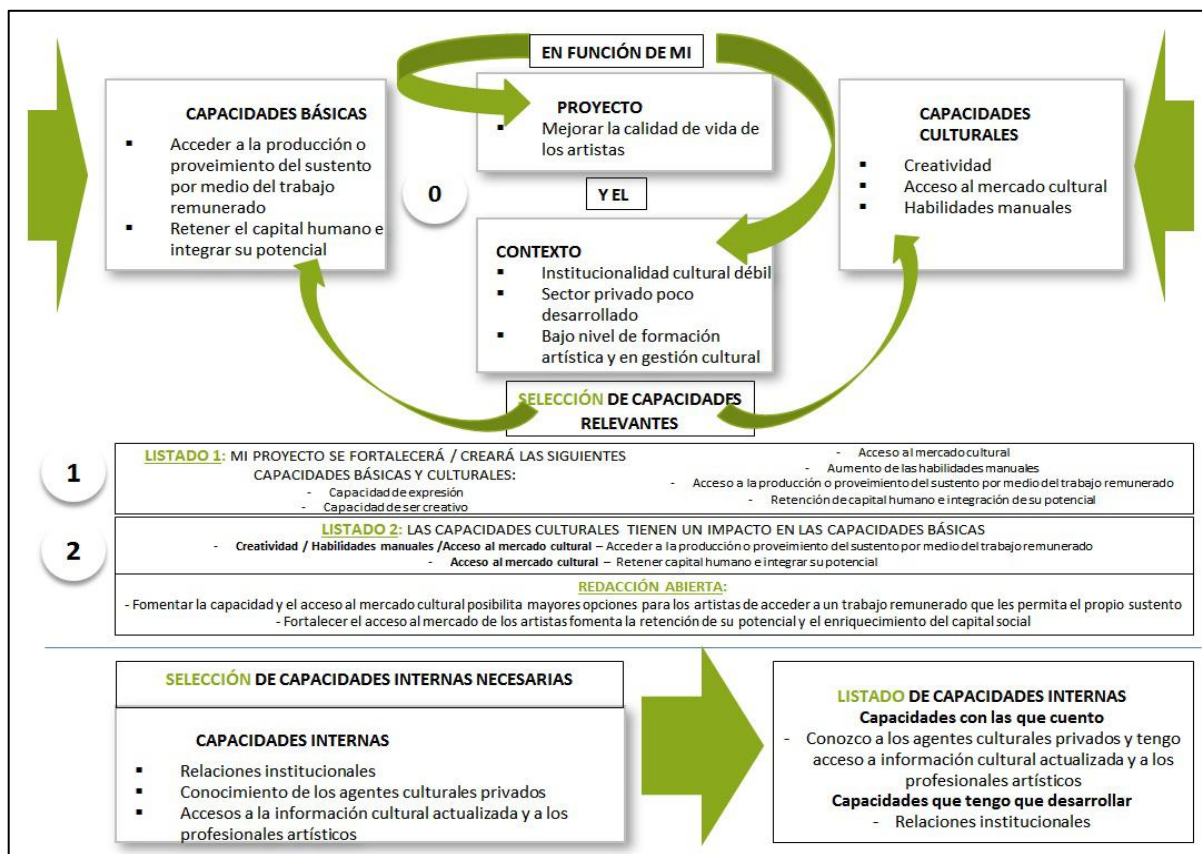 EN FUNCIÓN DE MI
CAPACIDADES BÁSICAS
▪ Acceder a la producción o
proveimiento del sustento
por medio del trabajo
remunerado
▪ Retener el capital humano e
integrar su potencial
0
PROYECTO
▪ Mejorar la calidad de vida de
los artistas
Y EL
CONTEXTO
▪ Institucionalidad cultural débil
▪ Sector privado poco
desarrollado
▪ Bajo nivel de formación
artística y en gestión cultural
CAPACIDADES
CULTURALES
▪ Creatividad
▪ Acceso al mercado cultural
▪ Habilidades manuales
SELECCIÓN DE CAPACIDADES
RELEVANTES
1
LISTADO 1: MI PROYECTO SE FORTALECERÁ / CREARÁ LAS SIGUIENTES
CAPACIDADES BÁSICAS Y CULTURALES:
- Capacidad de expresión
- Capacidad de ser creativo
- Acceso al mercado cultural
- Aumento de las habilidades manuales
- Acceso a la producción o proveimiento del sustento por medio del trabajo remunerado
- Retención de capital humano e integración de su potencial
2
LISTADO 2: LAS CAPACIDADES CULTURALES TIENEN UN IMPACTO EN LAS CAPACIDADES BÁSICAS
- Creatividad / Habilidades manuales /Acceso al mercado cultural – Acceder a la producción o proveimiento del sustento por medio del trabajo remunerado
- Acceso al mercado cultural – Retener capital humano e integrar su potencial
REDACCIÓN ABIERTA:
- Fomentar la capacidad y el acceso al mercado cultural posibilita mayores opciones para los artistas de acceder a un trabajo remunerado que les permita el propio sustento
- Fortalecer el acceso al mercado de los artistas fomenta la retención de su potencial y el enriquecimiento del capital social
SELECCIÓN DE CAPACIDADES INTERNAS NECESARIAS
CAPACIDADES INTERNAS
▪ Relaciones institucionales
▪ Conocimiento de los agentes culturales privados
▪ Accesos a la información cultural actualizada y a los
profesionales artísticos
LISTADO DE CAPACIDADES INTERNAS
Capacidades con las que cuento
- Conozco a los agentes culturales privados y tengo
acceso a información cultural actualizada y a los
profesionales artísticos
Capacidades que tengo que desarrollar
- Relaciones institucionales